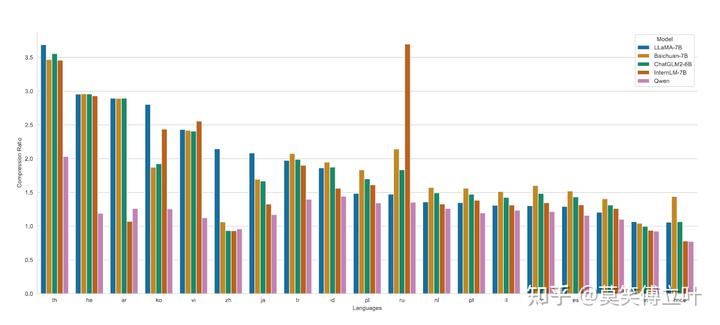 Model
LLaMA-7B
Baichuan-7B
ChatGLM2-6B
InternLM-7B
Qwen
Compression Ratio
3.5
3.0
2.5
2.0
1.5
1.0
0.5
0.0
th he ar ko vi zh ja tr id pl ru nl pt it es
Languages
知乎 @莫笑傅立叶